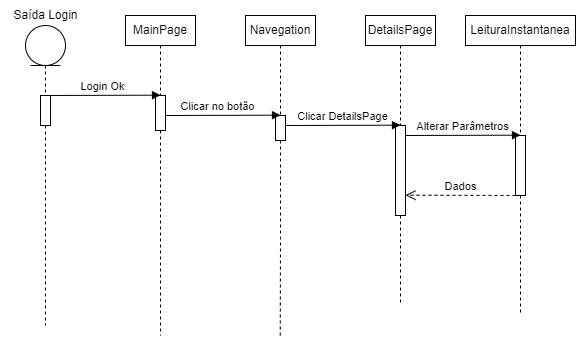 Saída Login
MainPage
Navegation
DetailsPage
LeituraInstantanea
Login Ok
Clicar no botão
Clicar DetailsPage
Alterar Parâmetros
Dados